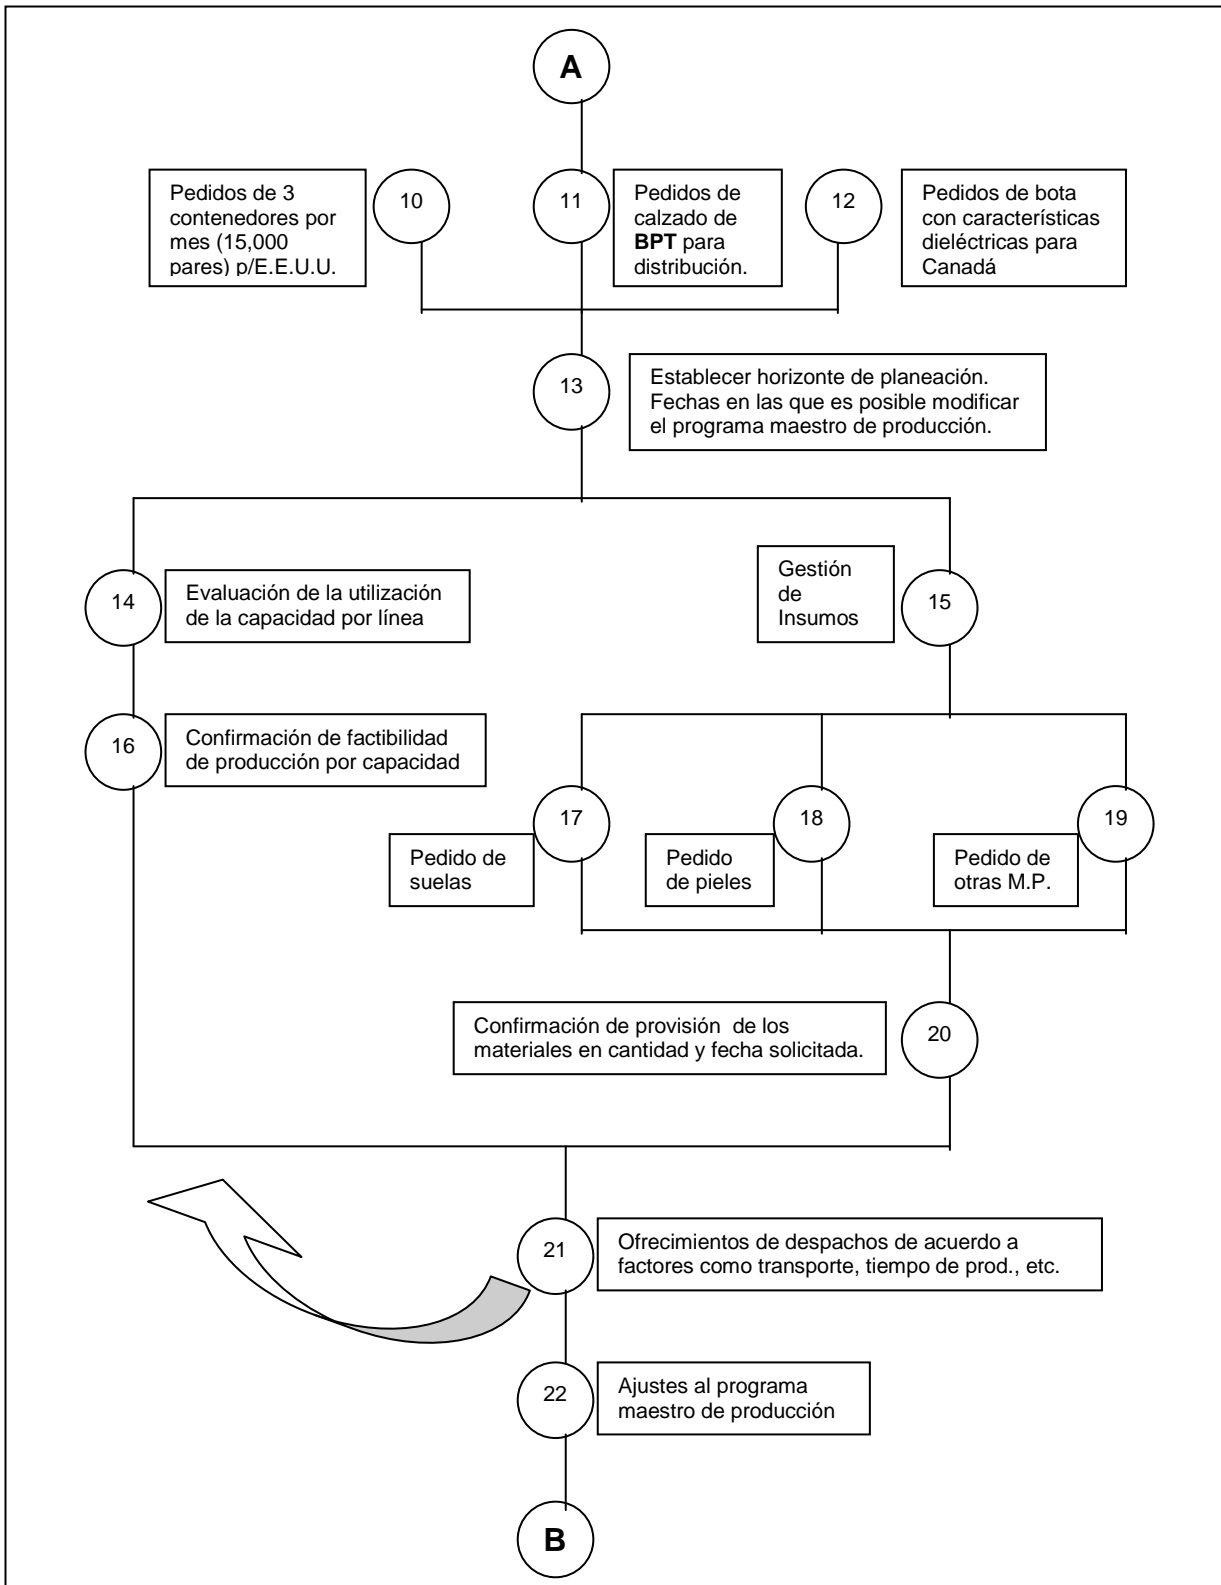 A
Pedidos de 3
contenedores por
mes (15,000
pares) p/E.E.U.U.
10
11
Pedidos de
calzado de
BPT para
distribución.
12
Pedidos de bota
con características
dieléctricas para
Canadá
13
Establecer horizonte de planeación.
Fechas en las que es posible modificar
el programa maestro de producción.
14
Evaluación de la utilización
de la capacidad por línea
Gestión
de
Insumos
15
16
Confirmación de factibilidad
de producción por capacidad
17
Pedido de
suelas
18
Pedido
de pieles
19
Pedido de
otras M.P.
Confirmación de provisión  de los
materiales en cantidad y fecha solicitada.
20
21
Ofrecimientos de despachos de acuerdo a
factores como transporte, tiempo de prod., etc.
22
Ajustes al programa
maestro de producción
B